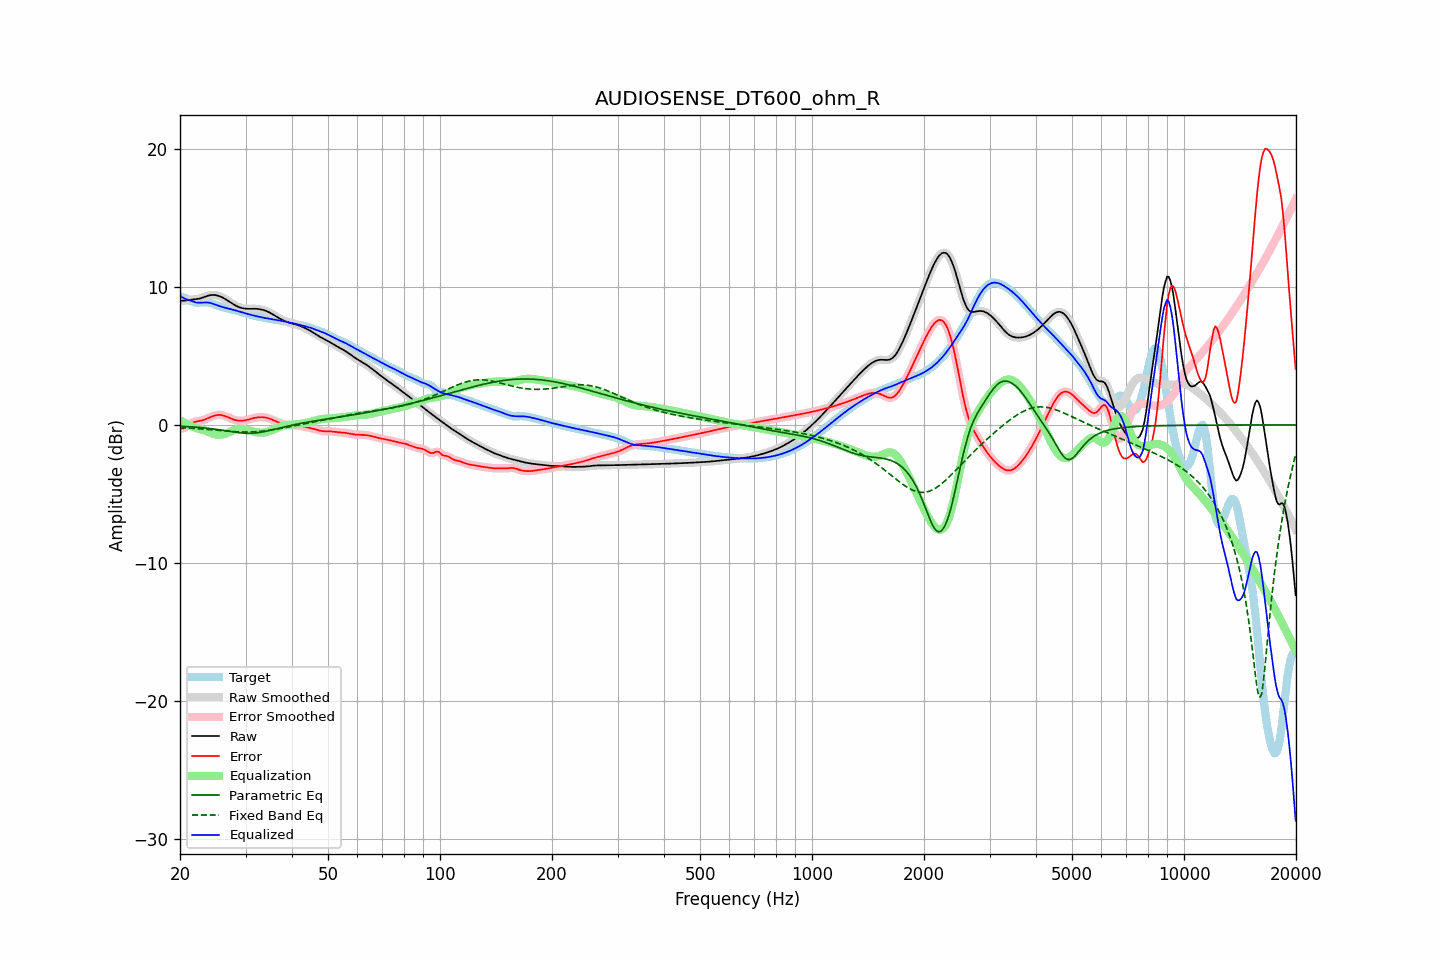 AUDIOSENSE_DT600_ohm_R
Amplitude (dBr)
20
10
0
−10
−20
−30
Target
Raw Smoothed
Error Smoothed
Raw
Error
Equalization
Parametric Eq
Fixed Band Eq
Equalized
20 50 100 200 500 1000 2000 5000 10000 20000
Frequency (Hz)